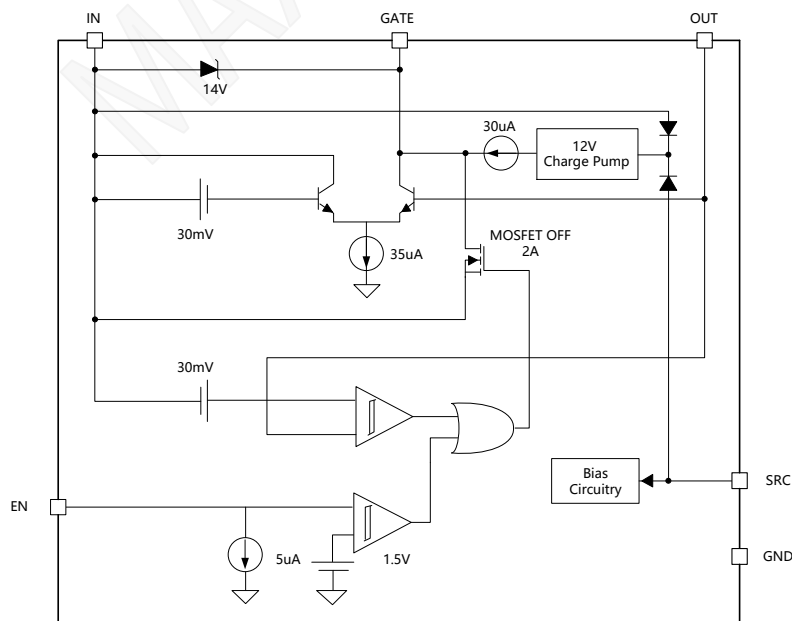 IN
GATE
OUT
14V
30uA
12V
Charge Pump
30mV
35uA
MOSFET OFF
2A
30mV
Bias
Circuitry
SRC
EN
5uA
1.5V
GND